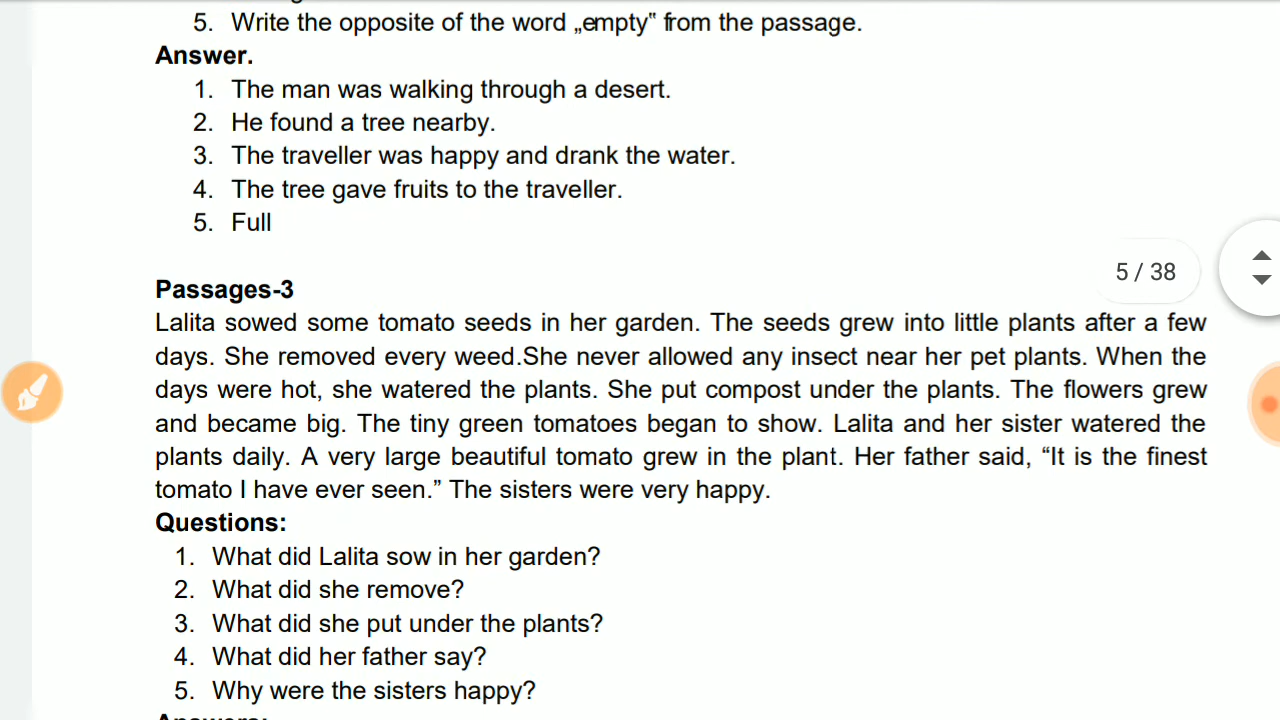 5. Write the opposite of the word „empty‟ from the passage.
Answer.
1. The man was walking through a desert.
2. He found a tree nearby.
3. The traveller was happy and drank the water.
4. The tree gave fruits to the traveller.
5. Full
5 / 38
Passages-3
Lalita sowed some tomato seeds in her garden. The seeds grew into little plants after a few
days. She removed every weed.She never allowed any insect near her pet plants. When the
days were hot, she watered the plants. She put compost under the plants. The flowers grew
and became big. The tiny green tomatoes began to show. Lalita and her sister watered the
plants daily. A very large beautiful tomato grew in the plant. Her father said, “It is the finest
tomato I have ever seen.” The sisters were very happy.
Questions:
1. What did Lalita sow in her garden?
2. What did she remove?
3. What did she put under the plants?
4. What did her father say?
5. Why were the sisters happy?
Answers: